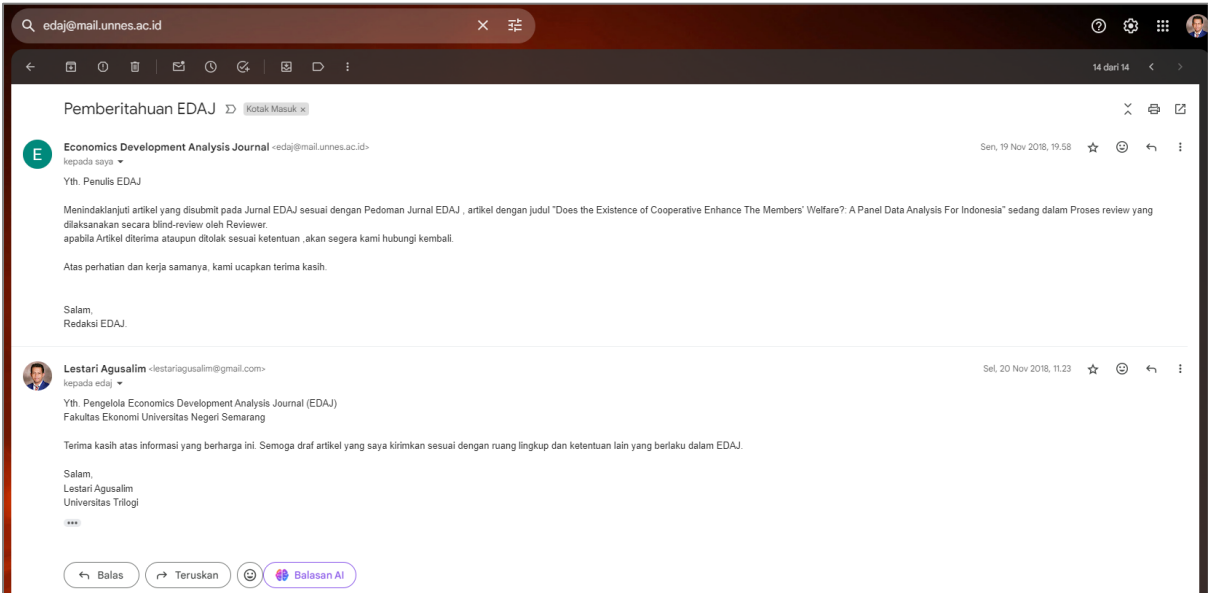 edaj@mail.unnes.ac.id
14 dari 14
Pemberitahuan EDAJ
Kotak Masuk ×
E
Economics Development Analysis Journal <edaj@mail.unnes.ac.id>
Sen, 19 Nov 2018, 19.58
kepada saya
Yth. Penulis EDAJ
Menindaklanjuti artikel yang disubmit pada Jurnal EDAJ sesuai dengan Pedoman Jurnal EDAJ , artikel dengan judul "Does the Existence of Cooperative Enhance The Members' Welfare?: A Panel Data Analysis For Indonesia" sedang dalam Proses review yang
dilaksanakan secara blind-review oleh Reviewer.
apabila Artikel diterima ataupun ditolak sesuai ketentuan ,akan segera kami hubungi kembali.
Atas perhatian dan kerja samanya, kami ucapkan terima kasih.
Salam,
Redaksi EDAJ.
Lestari Agusalim <lestariagusalim@gmail.com>
Sel, 20 Nov 2018, 11.23
kepada edaj
Yth. Pengelola Economics Development Analysis Journal (EDAJ)
Fakultas Ekonomi Universitas Negeri Semarang
Terima kasih atas informasi yang berharga ini. Semoga draf artikel yang saya kirimkan sesuai dengan ruang lingkup dan ketentuan lain yang berlaku dalam EDAJ.
Salam,
Lestari Agusalim
Universitas Trilogi
Balas
Teruskan
Balasan AI